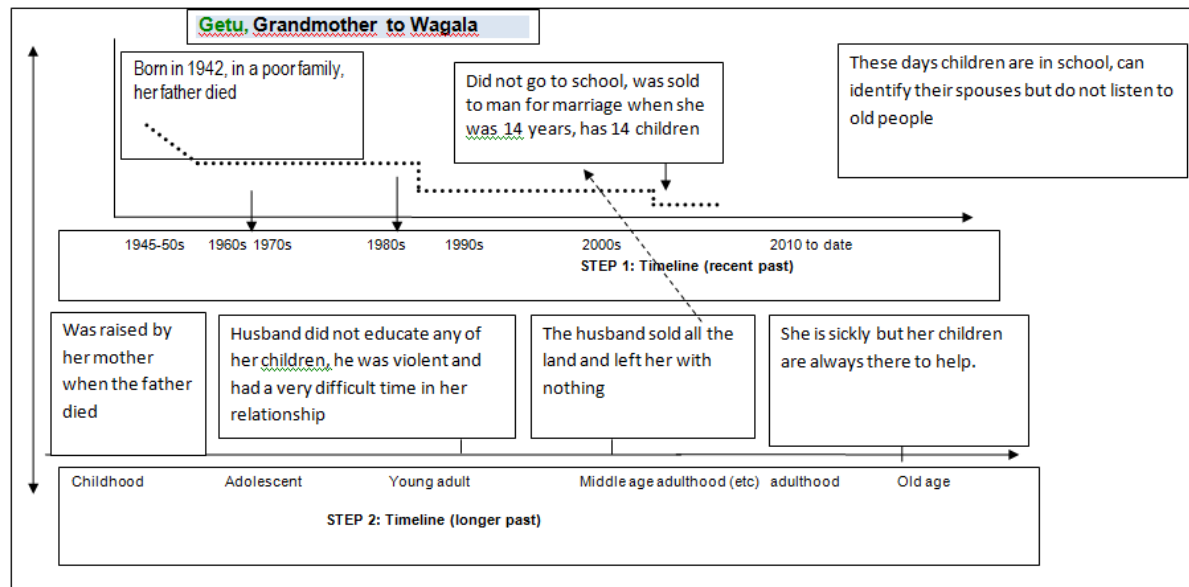 Getu, Grandmother to Wagala
Born in 1942, in a poor family,
her father died
Did not go to school, was sold
to man for marriage when she
was 14 years, has 14 children
These days children are in school, can
identify their spouses but do not listen to
old people
1945-50s 1960s 1970s 1980s 1990s 2000s 2010 to date
STEP 1: Timeline (recent past)
Was raised by
her mother
when the father
died
Husband did not educate any of
her children, he was violent and
had a very difficult time in her
relationship
The husband sold all the
land and left her with
nothing
She is sickly but her children
are always there to help.
Childhood Adolescent Young adult Middle age adulthood (etc) adulthood Old age
STEP 2: Timeline (longer past)